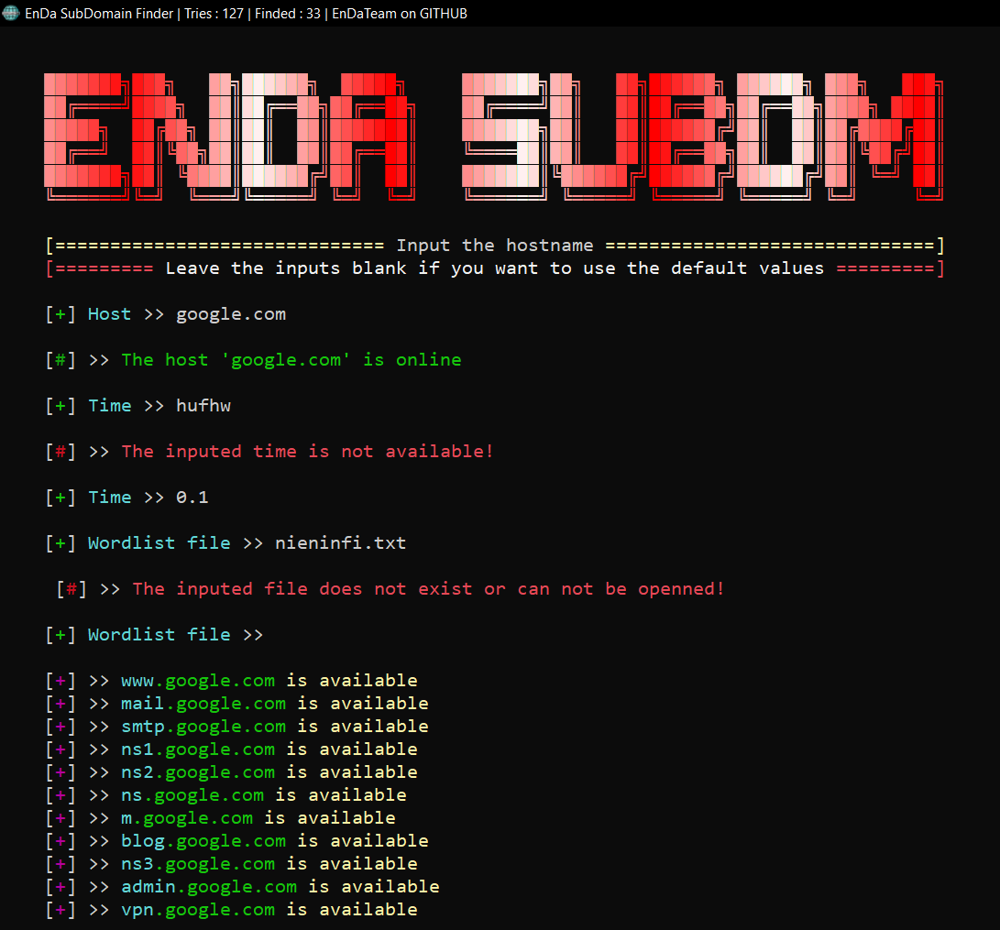 EnDa SubDomain Finder | Tries : 127 | Finded : 33 | EnDaTeam on GITHUB
ENDA SUBDOM
[============================== Input the hostname ==============================]
[========= Leave the inputs blank if you want to use the default values =========]
[+] Host >> google.com
[#] >> The host 'google.com' is online
[+] Time >> hufhw
[#] >> The inputed time is not available!
[+] Time >> 0.1
[+] Wordlist file >> nieninfi.txt
[#] >> The inputed file does not exist or can not be openned!
[+] Wordlist file >>
[+] >> www.google.com is available
[+] >> mail.google.com is available
[+] >> smtp.google.com is available
[+] >> ns1.google.com is available
[+] >> ns2.google.com is available
[+] >> ns.google.com is available
[+] >> m.google.com is available
[+] >> blog.google.com is available
[+] >> ns3.google.com is available
[+] >> admin.google.com is available
[+] >> vpn.google.com is available